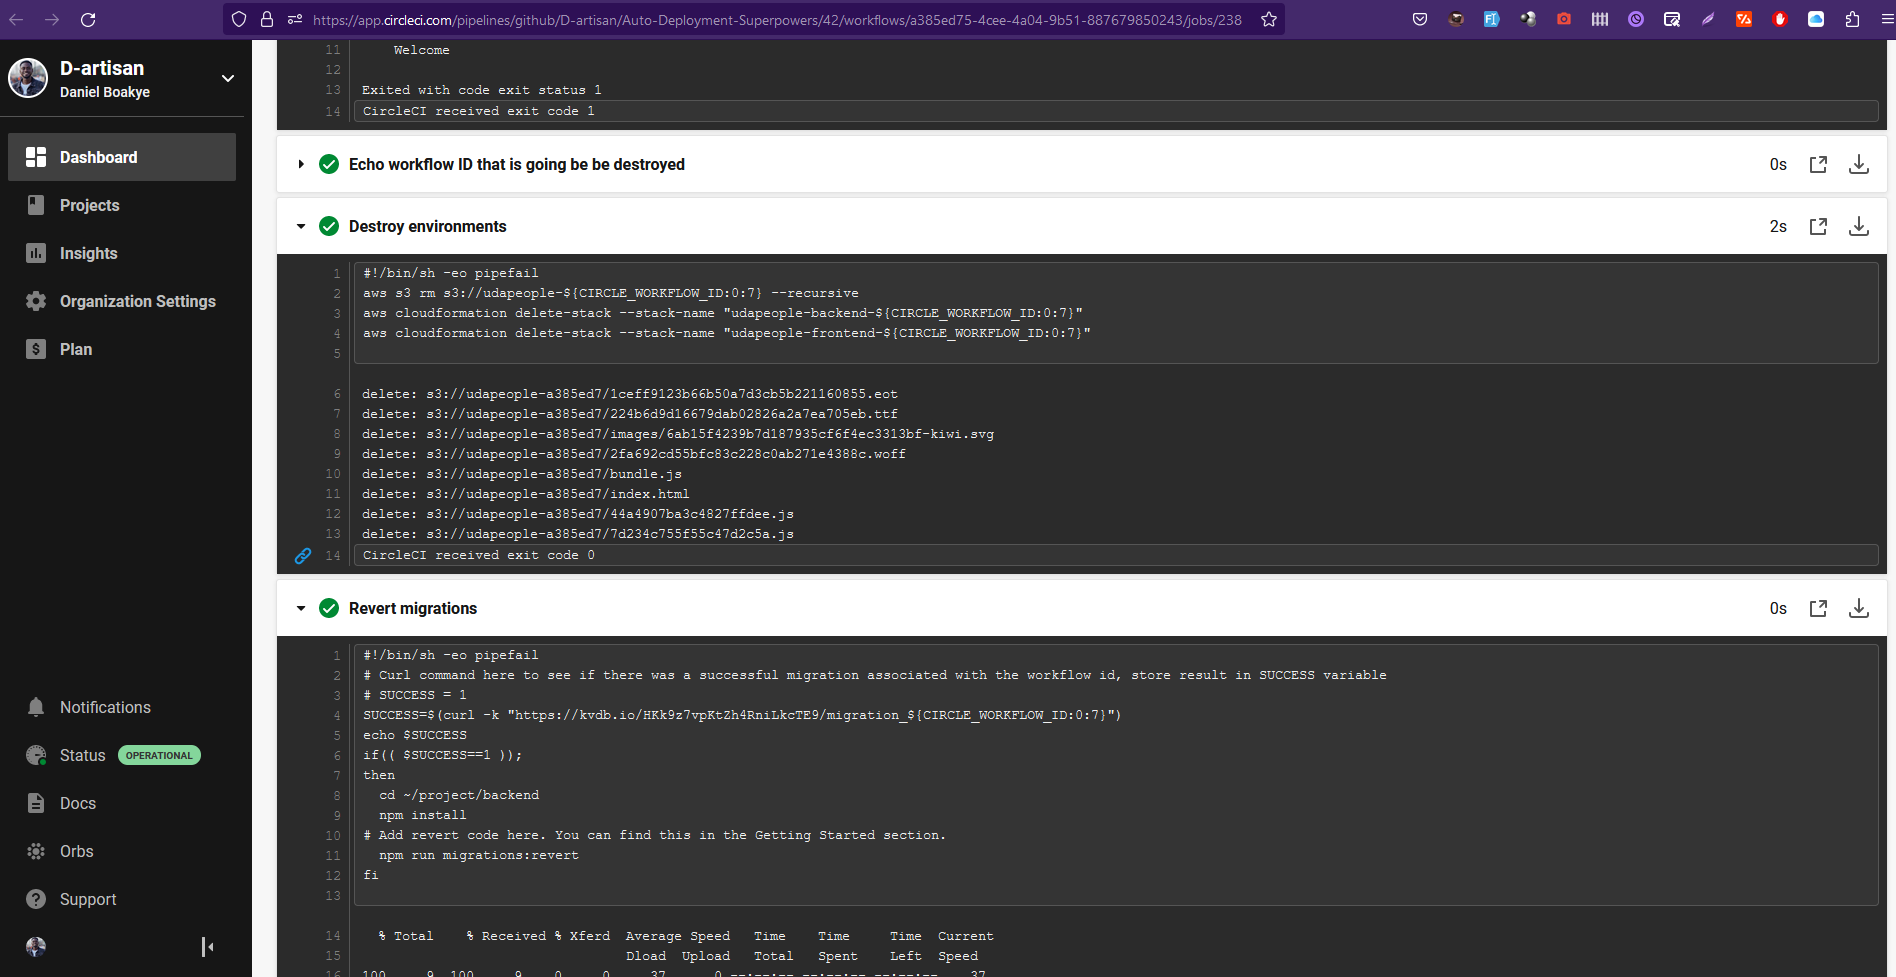 https://app.circleci.com/pipelines/github/D-artisan/Auto-Deployment-Superpowers/42/workflows/a385ed75-4cee-4a04-9b51-887679850243/jobs/238
D-artisan
Daniel Boakye
Dashboard
Projects
Insights
Organization Settings
Plan
Notifications
Status OPERATIONAL
Docs
Orbs
Support
11 Welcome
12
13 Exited with code exit status 1
14 CircleCI received exit code 1
Echo workflow ID that is going be be destroyed 0s
Destroy environments 2s
1 #!/bin/sh -eo pipefail
2 aws s3 rm s3://udapeople-${CIRCLE_WORKFLOW_ID:0:7} --recursive
3 aws cloudformation delete-stack --stack-name "udapeople-backend-${CIRCLE_WORKFLOW_ID:0:7}"
4 aws cloudformation delete-stack --stack-name "udapeople-frontend-${CIRCLE_WORKFLOW_ID:0:7}"
5
6 delete: s3://udapeople-a385ed7/1ceff9123b66b50a7d3cb5b221160855.eot
7 delete: s3://udapeople-a385ed7/224b6d9d16679dab02826a2a7ea705eb.ttf
8 delete: s3://udapeople-a385ed7/images/6ab15f4239b7d187935cf6f4ec3313bf-kiwi.svg
9 delete: s3://udapeople-a385ed7/2fa692cd55bfc83c228c0ab271e4388c.woff
10 delete: s3://udapeople-a385ed7/bundle.js
11 delete: s3://udapeople-a385ed7/index.html
12 delete: s3://udapeople-a385ed7/44a4907ba3c4827ffdee.js
13 delete: s3://udapeople-a385ed7/7d234c755f55c47d2c5a.js
14 CircleCI received exit code 0
Revert migrations 0s
1 #!/bin/sh -eo pipefail
2 # Curl command here to see if there was a successful migration associated with the workflow id, store result in SUCCESS variable
3 # SUCCESS = 1
4 SUCCESS=$(curl -k "https://kvdb.io/HKk9z7vpKtZh4RniLkcTE9/migration_${CIRCLE_WORKFLOW_ID:0:7}")
5 echo $SUCCESS
6 if(( $SUCCESS==1 ));
7 then
8 cd ~/project/backend
9 npm install
10 # Add revert code here. You can find this in the Getting Started section.
11 npm run migrations:revert
12 fi
13
14 % Total % Received % Xferd Average Speed Time Time Time Current
15 Dload Upload Total Spent Left Speed
16 100 9 100 9 0 0 37 0 --:--:-- --:--:-- --:--:-- 37